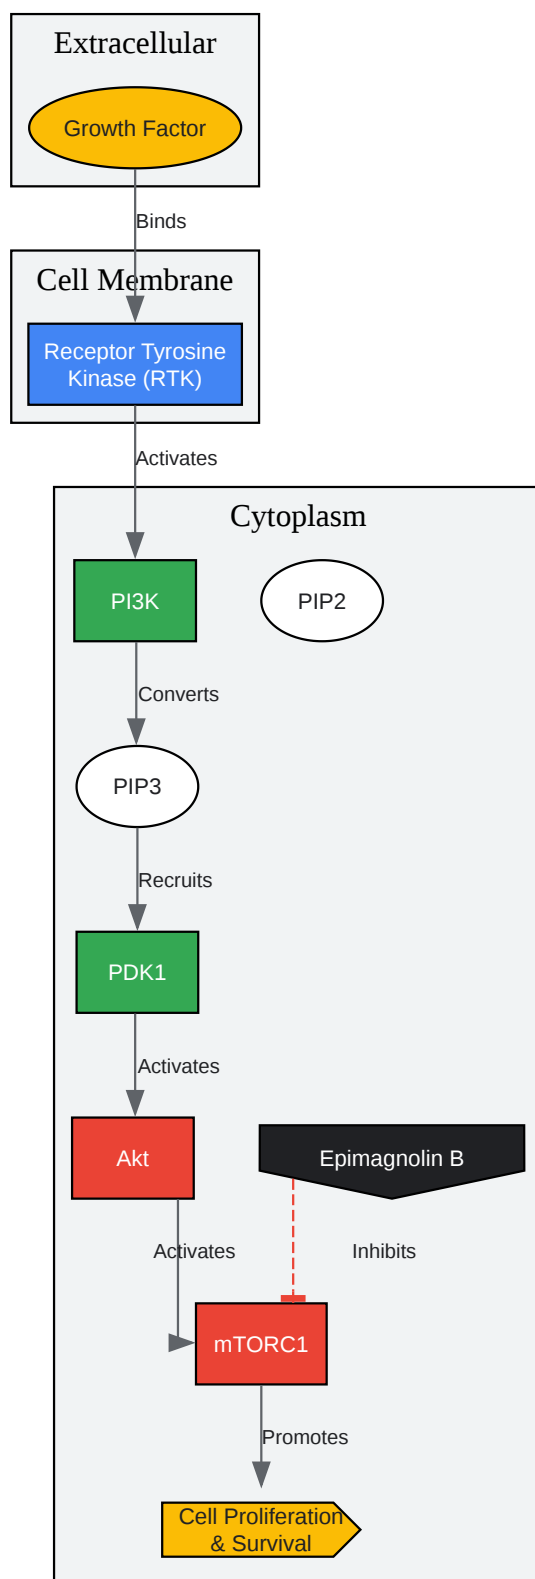 Extracellular
Growth Factor
Binds
Cell Membrane
Receptor Tyrosine
Kinase (RTK)
Activates
Cytoplasm
PI3K
PIP2
Converts
PIP3
Recruits
PDK1
Activates
Akt
Epimagnolin B
Activates
Inhibits
mTORC1
Promotes
Cell Proliferation
& Survival